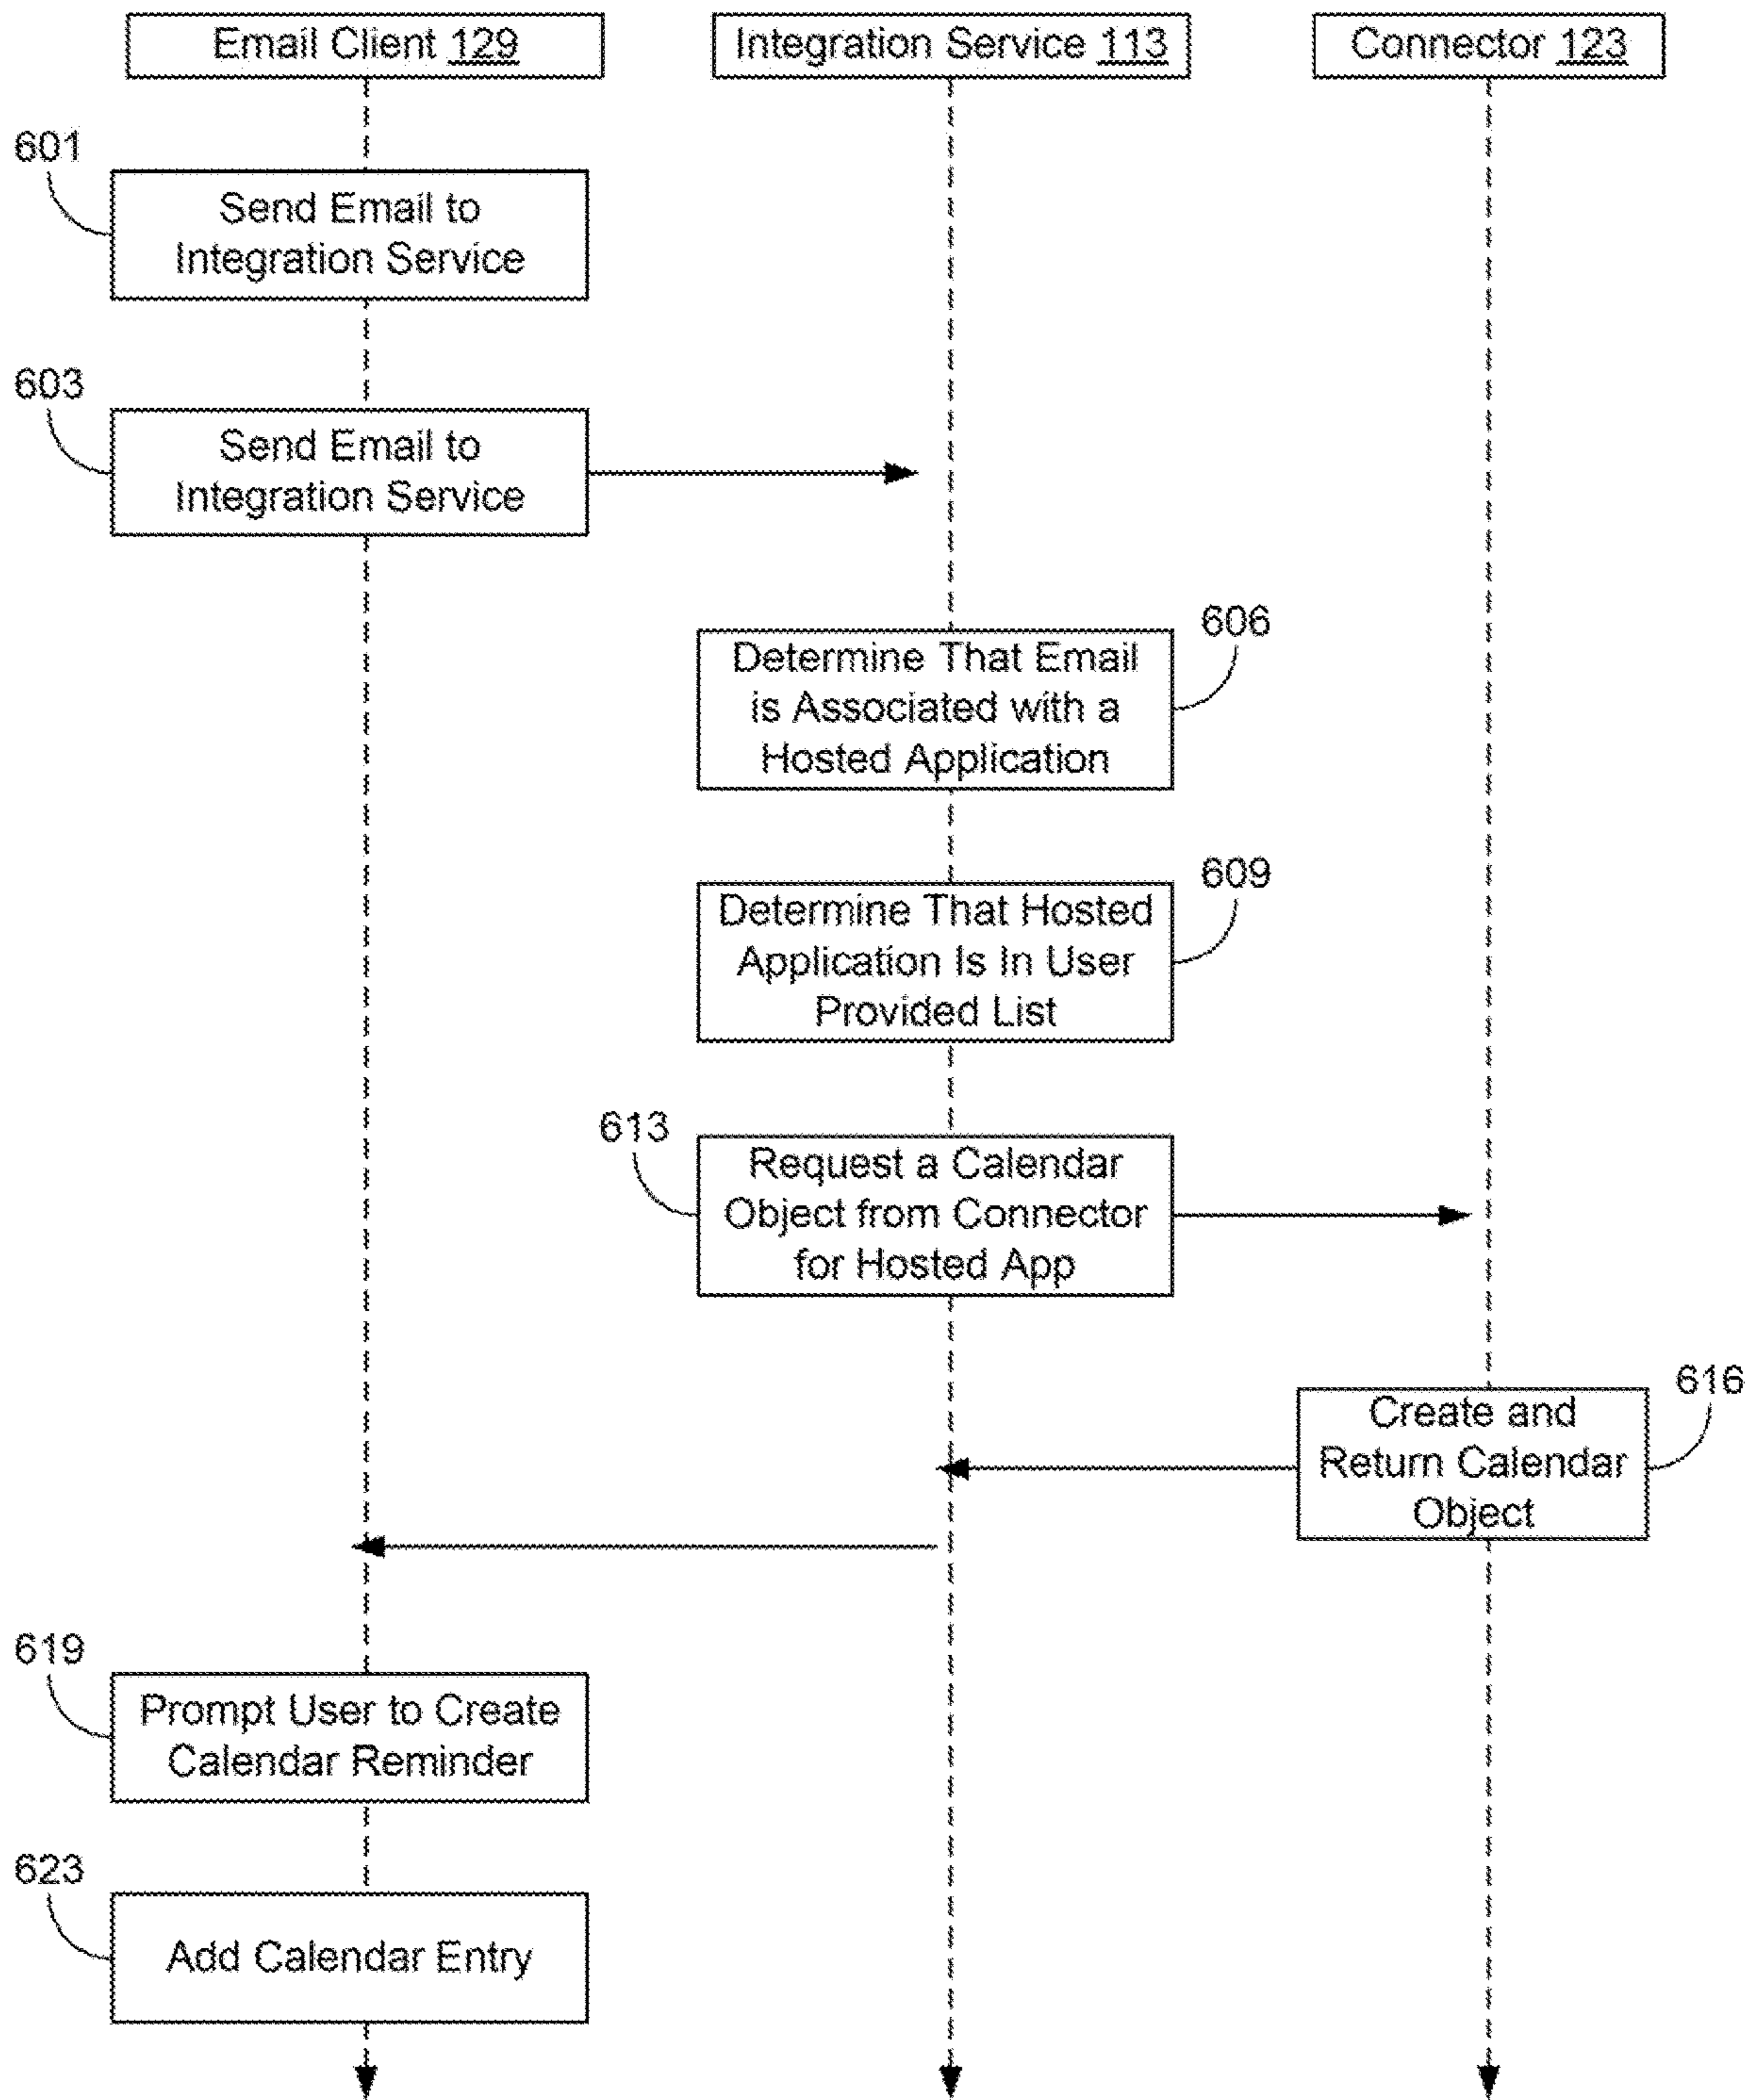 Email Client 129
Integration Service 113
Connector 123
601
Send Email to
Integration Service
603
Send Email to
Integration Service
606
Determine That Email
is Associated with a
Hosted Application
609
Determine That Hosted
Application Is In User
Provided List
613
Request a Calendar
Object from Connector
for Hosted App
616
Create and
Return Calendar
Object
619
Prompt User to Create
Calendar Reminder
623
Add Calendar Entry